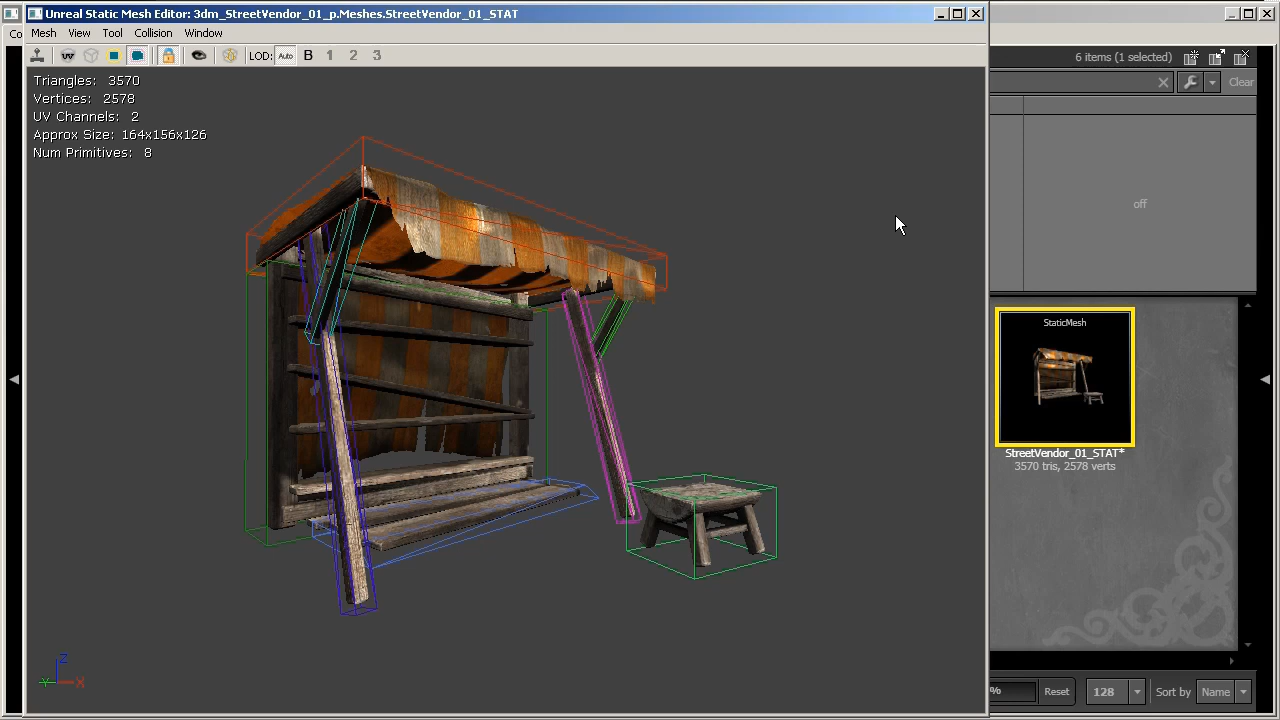 Unreal Static Mesh Editor: 3dm_StreetVendor_01_p.Meshes.StreetVendor_01_STAT
Co
Mesh View Tool Collision Window
LOD: Auto B 1 2 3
Triangles: 3570
Vertices: 2578
UV Channels: 2
Approx Size: 164x156x126
Num Primitives: 8
6 items (1 selected)
Clear
off
StaticMesh
StreetVendor_01_STAT*
3570 tris, 2578 verts
Z
Y X
% Reset 128 Sort by Name